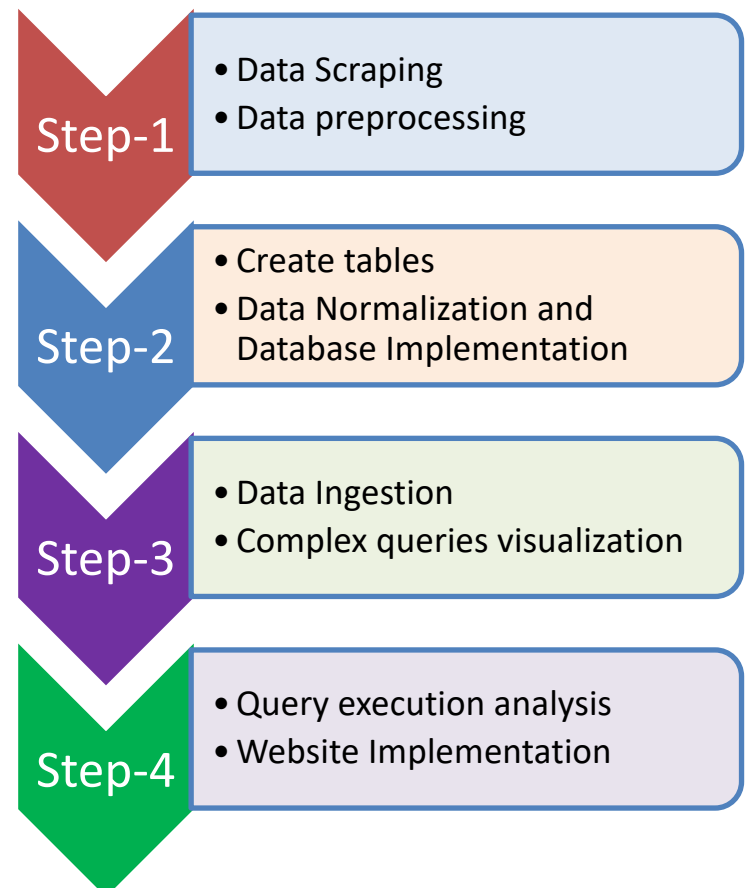 Step-1
• Data Scraping
• Data preprocessing
Step-2
• Create tables
• Data Normalization and
Database Implementation
Step-3
• Data Ingestion
• Complex queries visualization
Step-4
• Query execution analysis
• Website Implementation